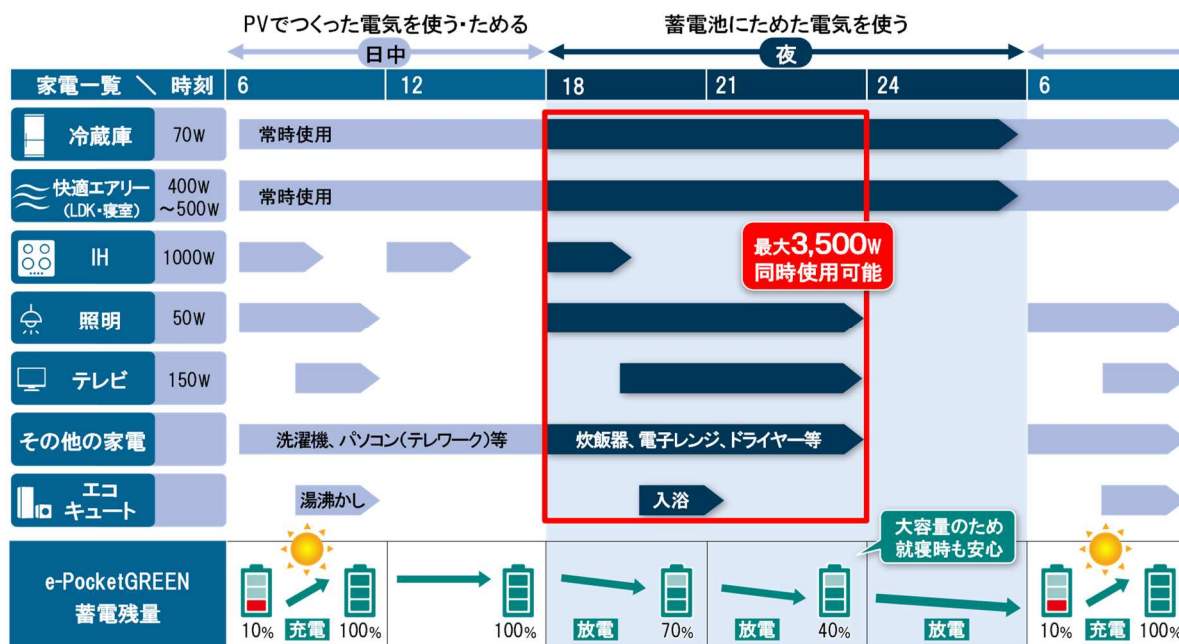 PVでつくった電気を使う・ためる
蓄電池にためた電気を使う
日中
夜
家電一覧 ＼ 時刻
6
12
18
21
24
6
冷蔵庫
70W
常時使用
快適エアリー
(LDK・寝室)
400W
～500W
常時使用
最大3,500W
同時使用可能
IH
1000W
照明
50W
テレビ
150W
その他の家電
洗濯機、パソコン(テレワーク)等
炊飯器、電子レンジ、ドライヤー等
エコ
キュート
湯沸かし
入浴
大容量のため
就寝時も安心
e-PocketGREEN
蓄電残量
10%
充電
100%
100%
放電
70%
放電
40%
放電
10%
充電
100%